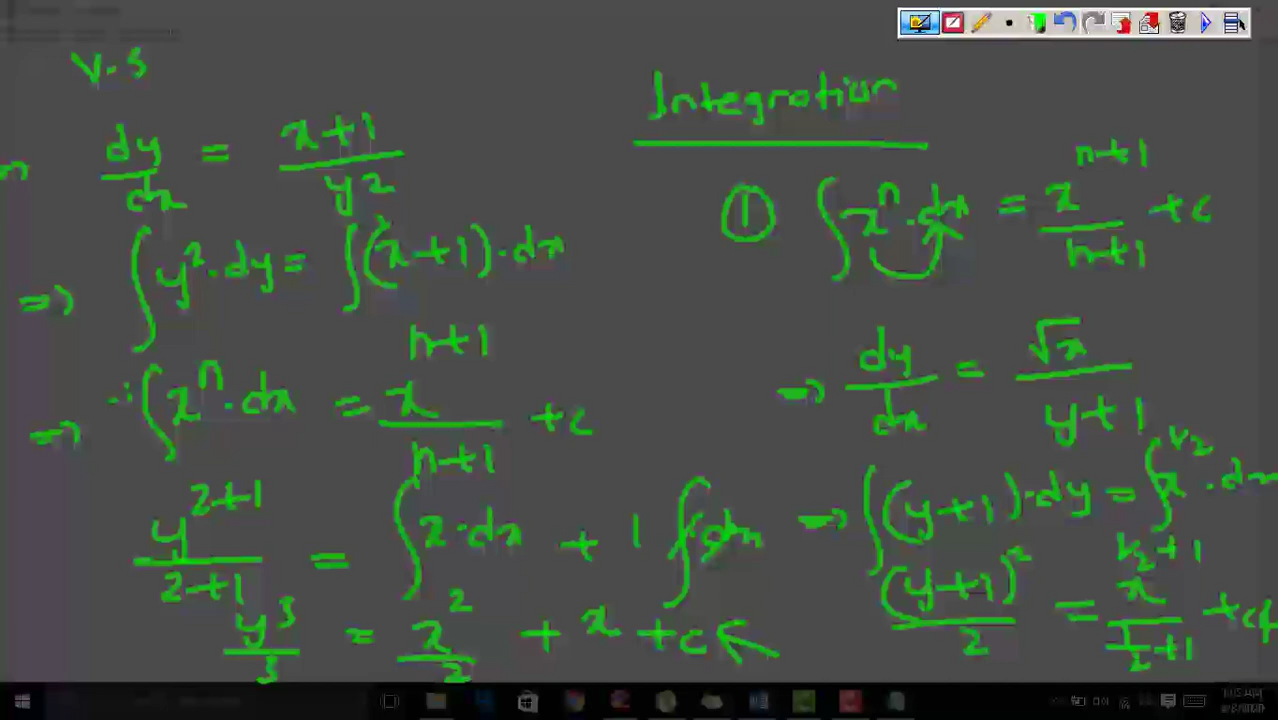 V.S
dy/dx = x+1/y2
⇒ ∫y²·dy = ∫(x+1)·dx
⇒ ∫xⁿ·dx = xⁿ⁺¹/n+1 +c
y²⁺¹/2+1 = ∫x·dx + 1∫dx
y³/3 = x²/2 + x +c
Integration
① ∫xⁿ·dx = xⁿ⁺¹/n+1 +c
⇒ dy/dx = √x/y+1
⇒ ∫(y+1)·dy = ∫x^1/2·dx
(y+1)²/2 = x^1/2+1/1/2+1 +c